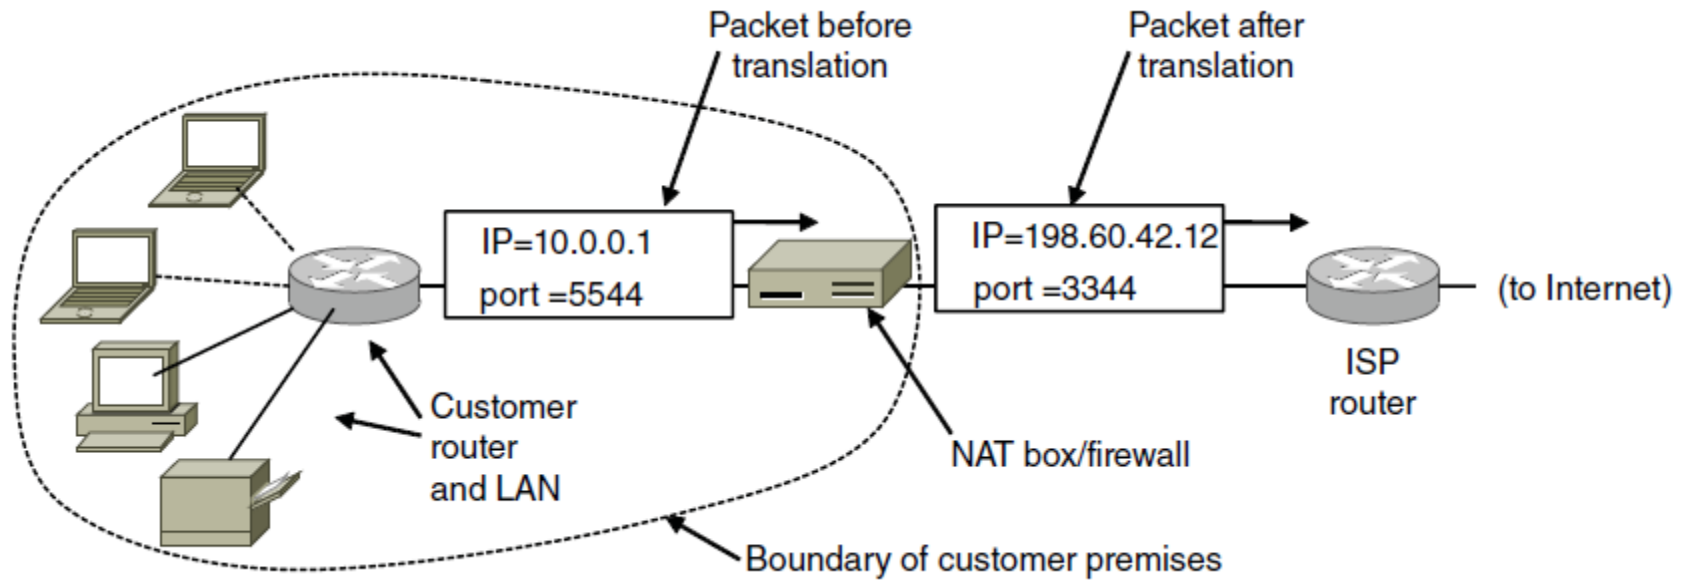 Packet before
translation
Packet after
translation
IP=10.0.0.1
port =5544
IP=198.60.42.12
port =3344
(to Internet)
ISP
router
Customer
router
and LAN
NAT box/firewall
Boundary of customer premises